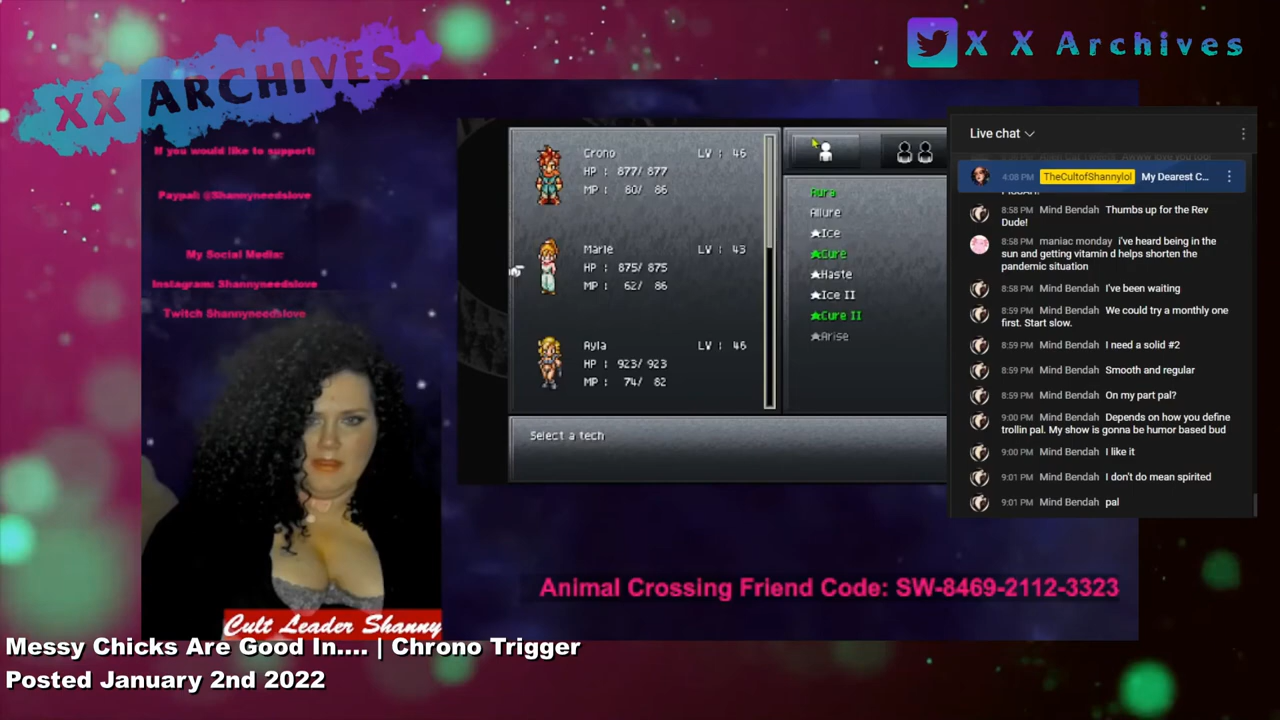 XX ARCHIVES
X X Archives
If you would like to support:
Paypal: @Shannyneedslove
My Social Media:
Instagram: Shannyneedslove
Twitch Shannyneedslove
Crono LV : 46
HP : 877/ 877
MP : 80/ 86
Marle LV : 43
HP : 875/ 875
MP : 62/ 86
Ayla LV : 46
HP : 923/ 923
MP : 74/ 82
Aura
Allure
★Ice
★Cure
★Haste
★Ice II
★Cure II
★Arise
Select a tech
Live chat
4:08 PM TheCultofShannylol My Dearest C...
8:58 PM Mind Bendah Thumbs up for the Rev
Dude!
8:58 PM maniac monday i've heard being in the
sun and getting vitamin d helps shorten the
pandemic situation
8:58 PM Mind Bendah I've been waiting
8:59 PM Mind Bendah We could try a monthly one
first. Start slow.
8:59 PM Mind Bendah I need a solid #2
8:59 PM Mind Bendah Smooth and regular
8:59 PM Mind Bendah On my part pal?
9:00 PM Mind Bendah Depends on how you define
trollin pal. My show is gonna be humor based bud
9:00 PM Mind Bendah I like it
9:01 PM Mind Bendah I don't do mean spirited
9:01 PM Mind Bendah pal
Animal Crossing Friend Code: SW-8469-2112-3323
Cult Leader Shanny
Messy Chicks Are Good In.... | Chrono Trigger
Posted January 2nd 2022